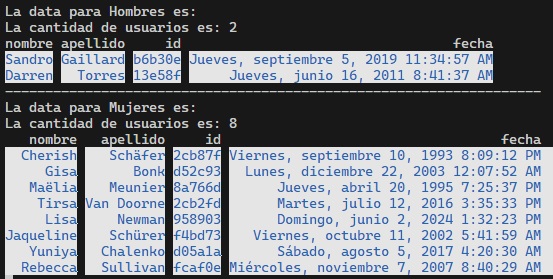 La data para Hombres es:
La cantidad de usuarios es: 2
nombre apellido id fecha
Sandro Gaillard b6b30e Jueves, septiembre 5, 2019 11:34:57 AM
Darren Torres 13e58f Jueves, junio 16, 2011 8:41:37 AM
La data para Mujeres es:
La cantidad de usuarios es: 8
nombre apellido id fecha
Cherish Schäfer 2cb87f Viernes, septiembre 10, 1993 8:09:12 PM
Gisa Bonk d52c93 Lunes, diciembre 22, 2003 12:07:52 AM
Maëlia Meunier 8a766d Jueves, abril 20, 1995 7:25:37 PM
Tirsa Van Doorne 2cb2fd Martes, julio 12, 2016 3:35:33 PM
Lisa Newman 958903 Domingo, junio 2, 2024 1:32:23 PM
Jaqueline Schürer f4bd73 Viernes, octubre 11, 2002 5:41:59 AM
Yuniya Chalenko d05a1a Sábado, agosto 5, 2017 4:20:30 AM
Rebecca Sullivan fcaf0e Miércoles, noviembre 7, 2007 8:40:29 AM